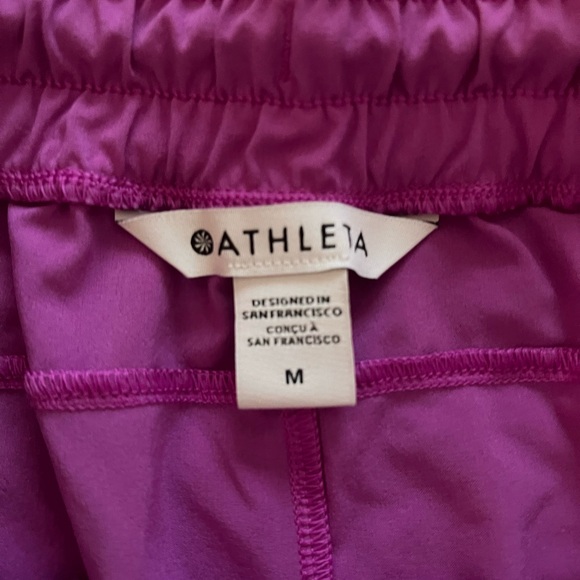 ATHLETA
DESIGNED IN
SAN FRANCISCO
CONÇU À
SAN FRANCISCO
M